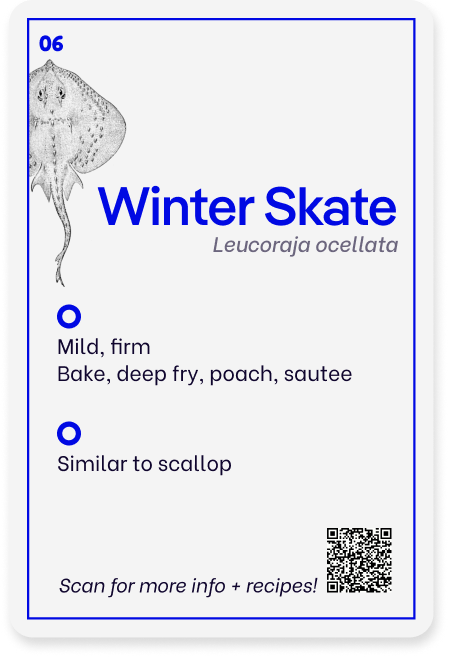 06
Winter Skate
Leucoraja ocellata
Mild, firm
Bake, deep fry, poach, sautee
Similar to scallop
Scan for more info + recipes!